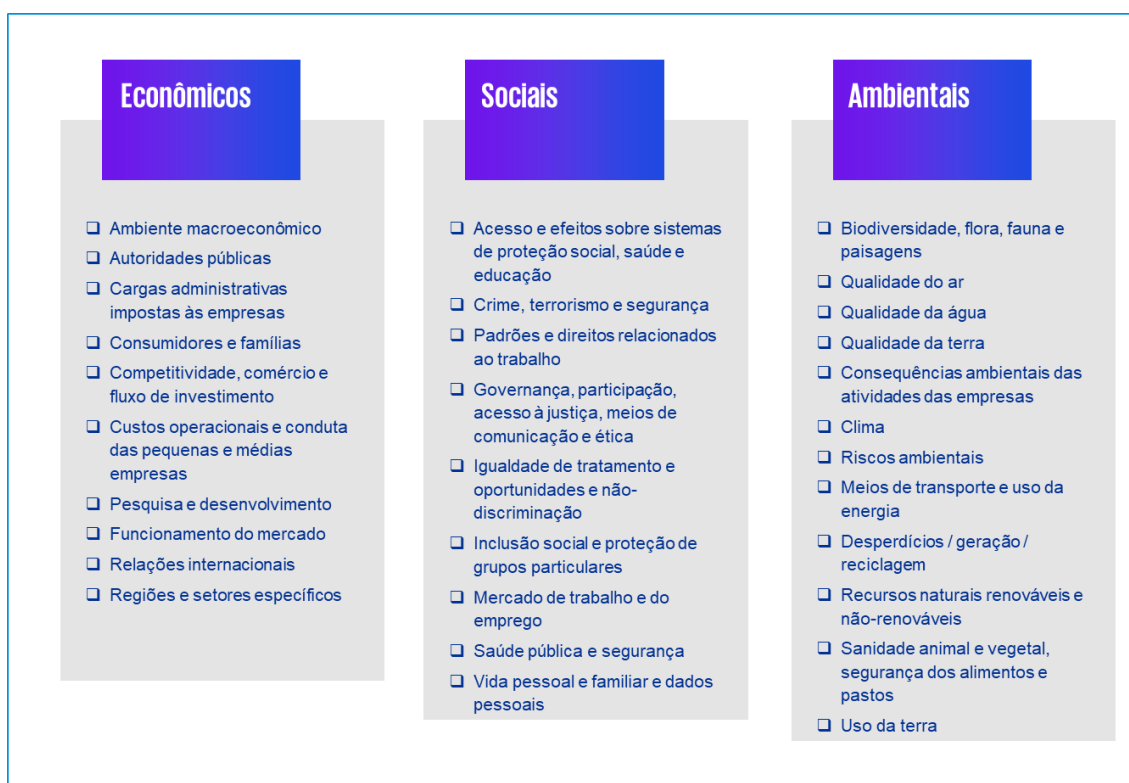 Econômicos
❑ Ambiente macroeconômico
❑ Autoridades públicas
❑ Cargas administrativas
impostas às empresas
❑ Consumidores e famílias
❑ Competitividade, comércio e
fluxo de investimento
❑ Custos operacionais e conduta
das pequenas e médias
empresas
❑ Pesquisa e desenvolvimento
❑ Funcionamento do mercado
❑ Relações internacionais
❑ Regiões e setores específicos
Sociais
❑ Acesso e efeitos sobre sistemas
de proteção social, saúde e
educação
❑ Crime, terrorismo e segurança
❑ Padrões e direitos relacionados
ao trabalho
❑ Governança, participação,
acesso à justiça, meios de
comunicação e ética
❑ Igualdade de tratamento e
oportunidades e não-
discriminação
❑ Inclusão social e proteção de
grupos particulares
❑ Mercado de trabalho e do
emprego
❑ Saúde pública e segurança
❑ Vida pessoal e familiar e dados
pessoais
Ambientais
❑ Biodiversidade, flora, fauna e
paisagens
❑ Qualidade do ar
❑ Qualidade da água
❑ Qualidade da terra
❑ Consequências ambientais das
atividades das empresas
❑ Clima
❑ Riscos ambientais
❑ Meios de transporte e uso da
energia
❑ Desperdícios / geração /
reciclagem
❑ Recursos naturais renováveis e
não-renováveis
❑ Sanidade animal e vegetal,
segurança dos alimentos e
pastos
❑ Uso da terra